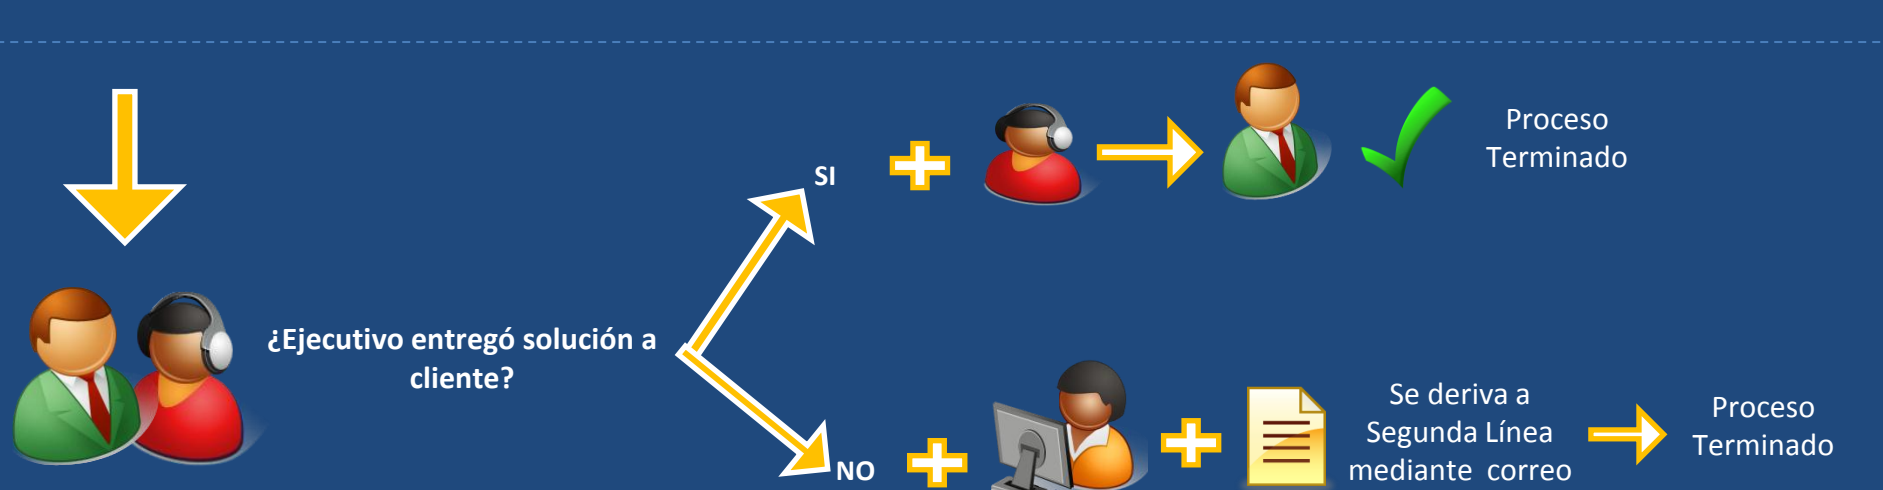 SI
Proceso
Terminado
¿Ejecutivo entregó solución a
cliente?
NO
Se deriva a
Segunda Línea
mediante correo
Proceso
Terminado